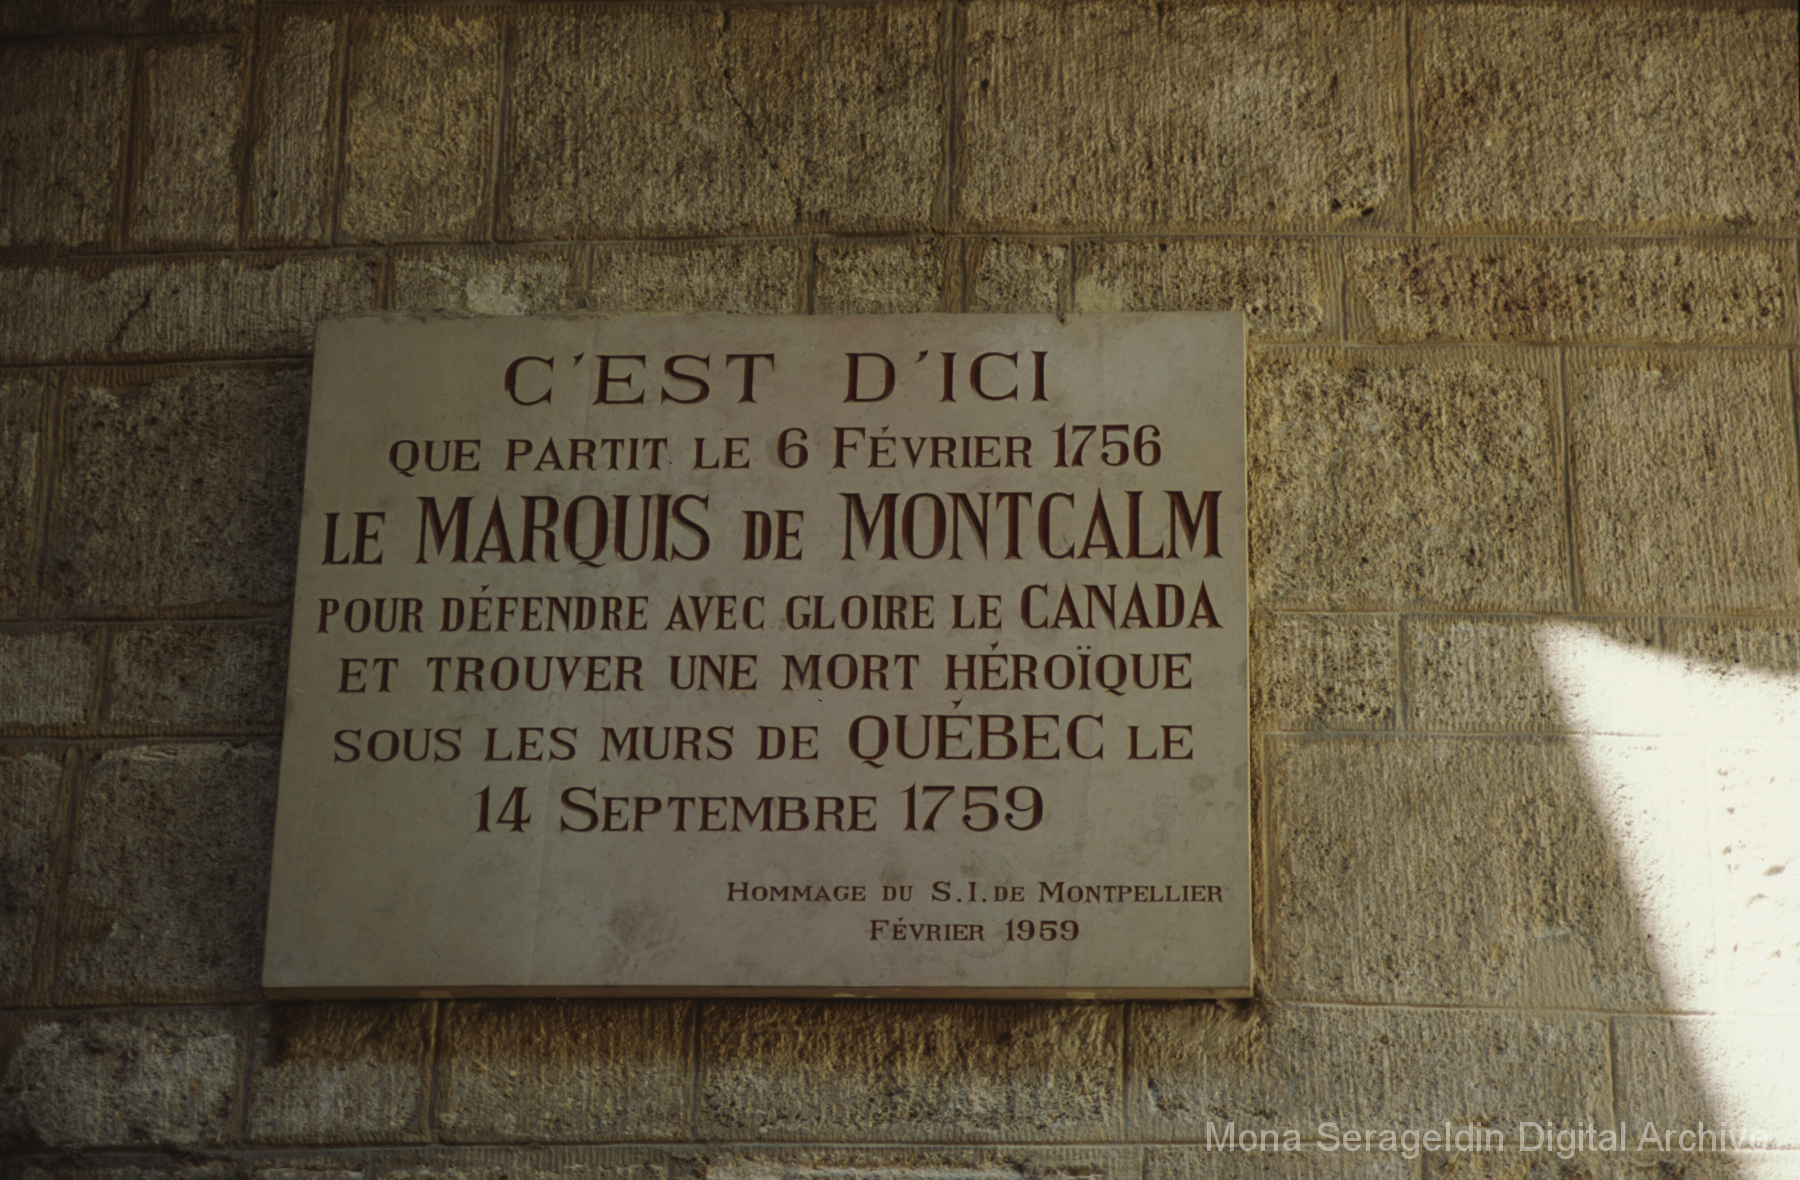 C'EST D'ICI
QUE PARTIT LE 6 FÉVRIER 1756
LE MARQUIS DE MONTCALM
POUR DÉFENDRE AVEC GLOIRE LE CANADA
ET TROUVER UNE MORT HÉROÏQUE
SOUS LES MURS DE QUÉBEC LE
14 SEPTEMBRE 1759
HOMMAGE DU S.I. DE MONTPELLIER
FÉVRIER 1959
Mona Serageldin Digital Archive